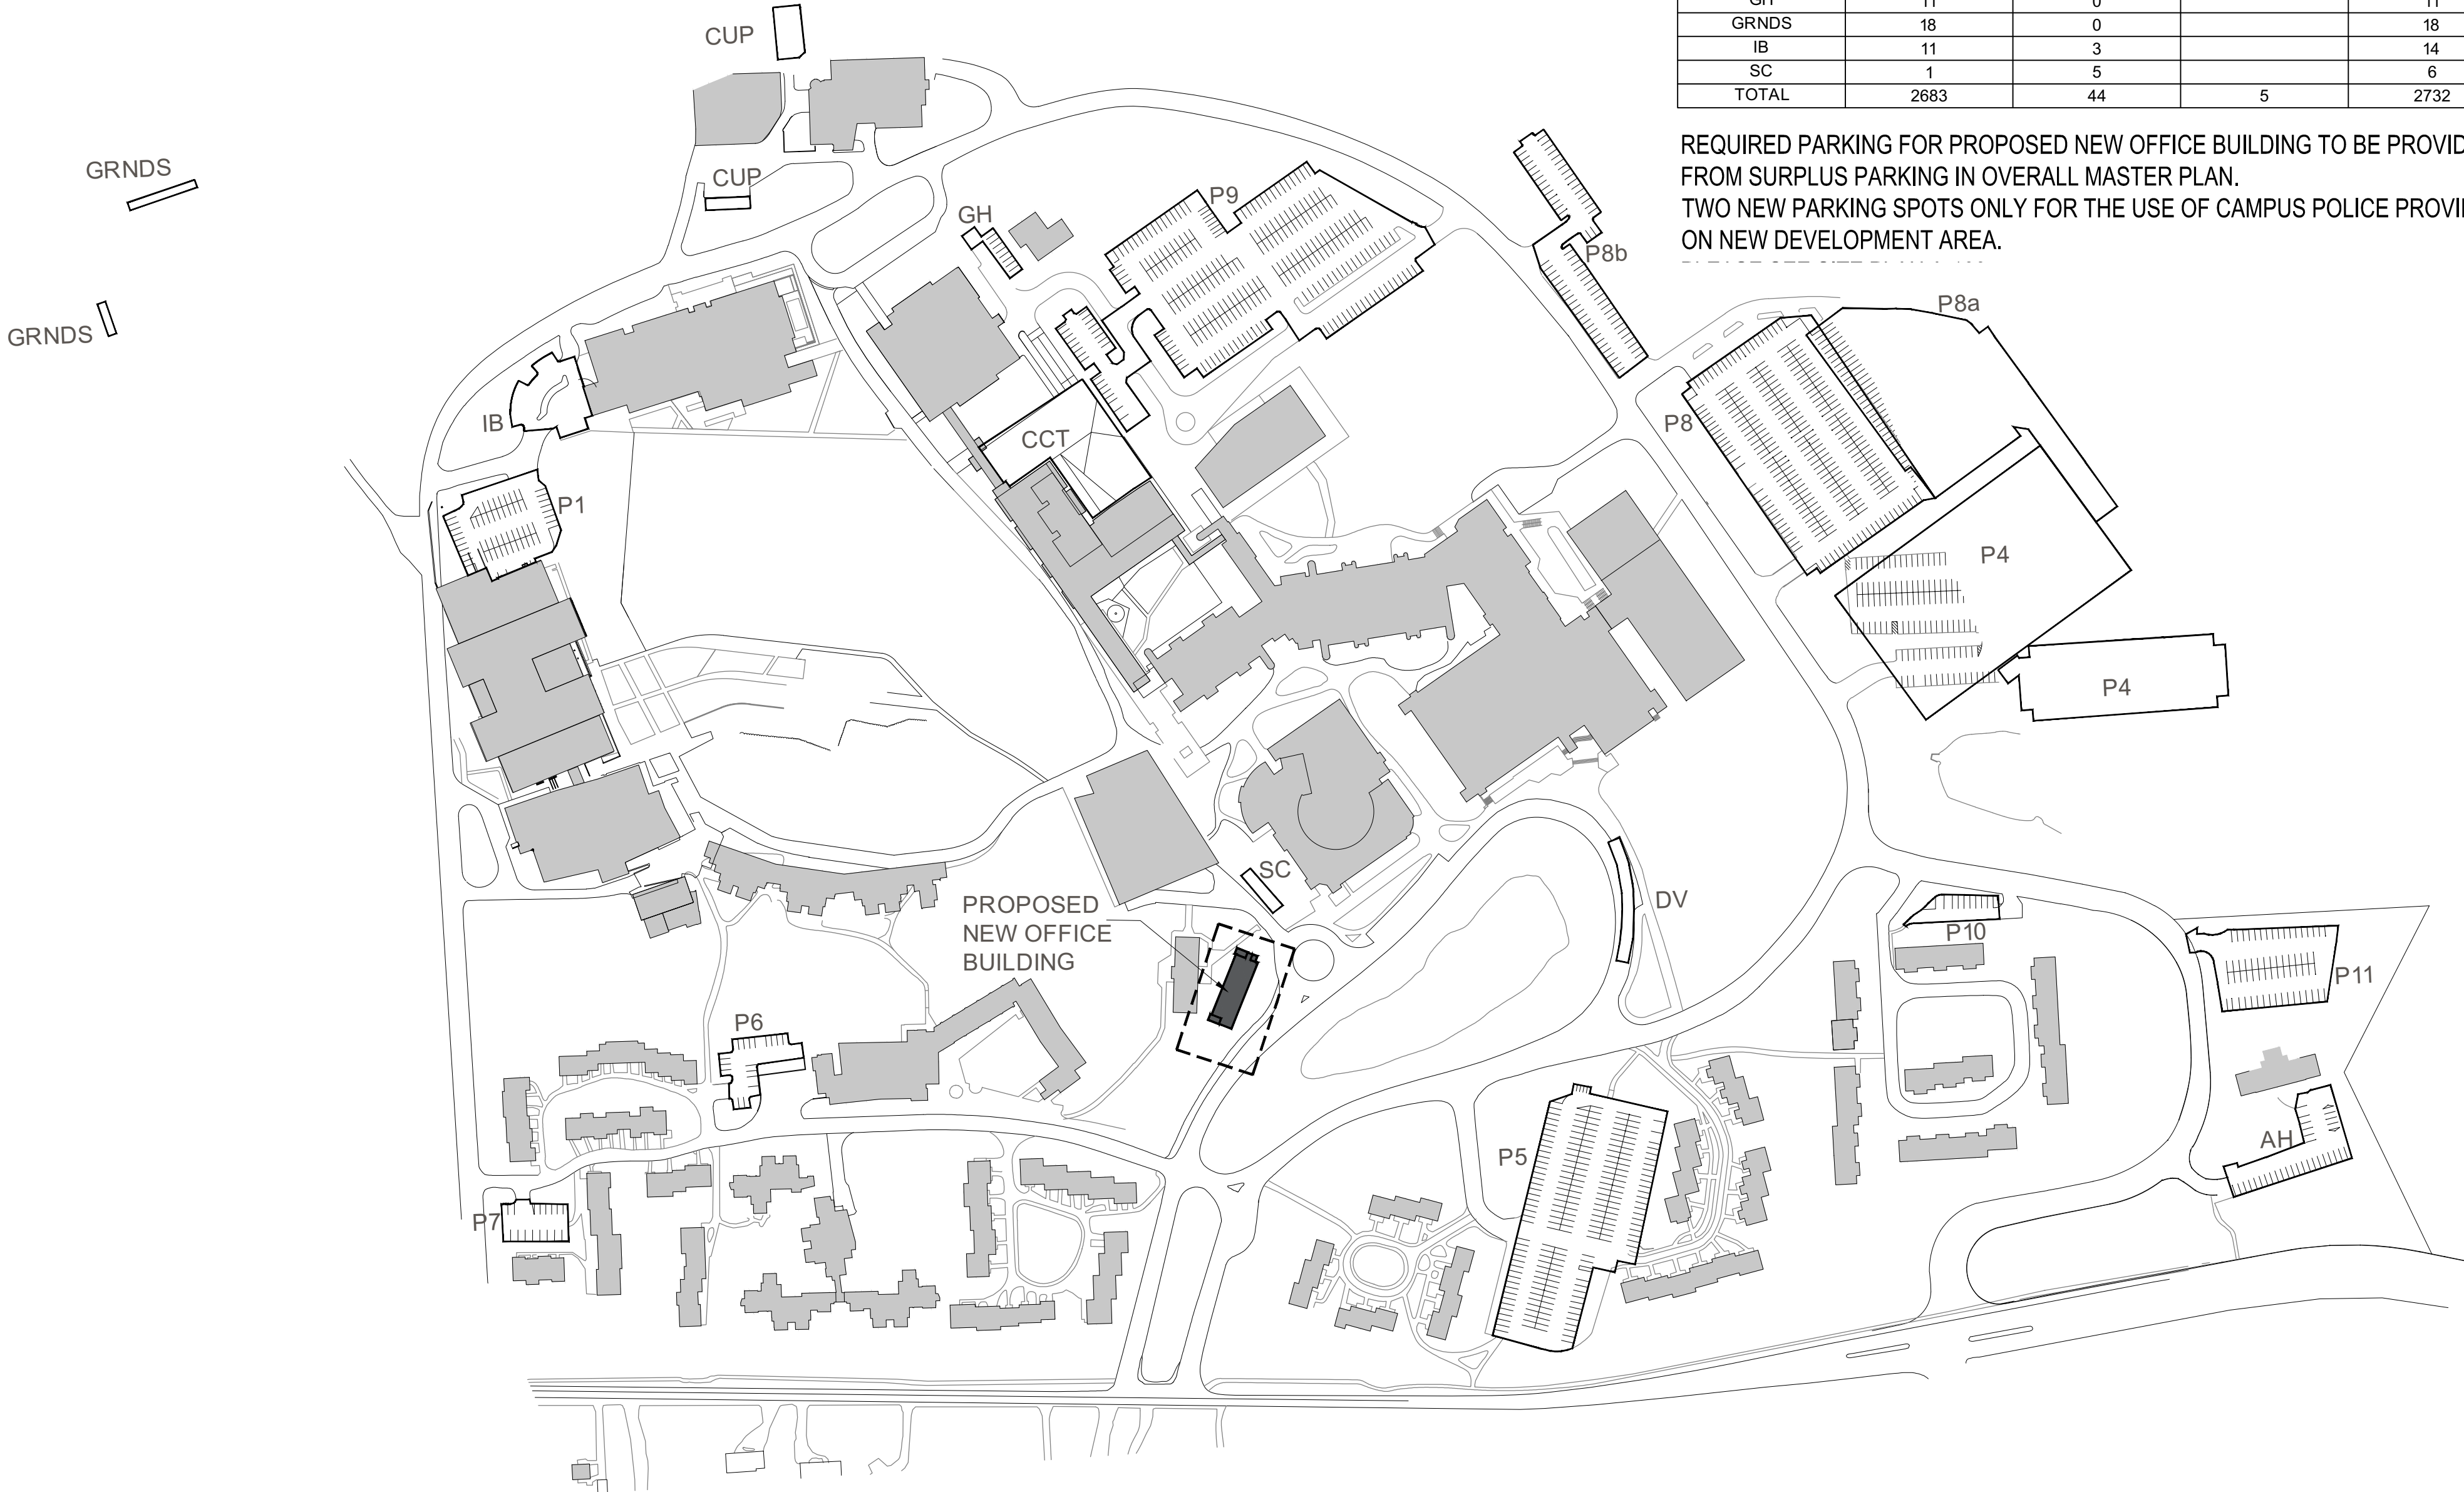 GH 11 0 11
GRNDS 18 0 18
IB 11 3 14
SC 1 5 6
TOTAL 2683 44 5 2732
REQUIRED PARKING FOR PROPOSED NEW OFFICE BUILDING TO BE PROVID
FROM SURPLUS PARKING IN OVERALL MASTER PLAN.
TWO NEW PARKING SPOTS ONLY FOR THE USE OF CAMPUS POLICE PROVI
ON NEW DEVELOPMENT AREA.
CUP
GRNDS
CUP
P9
GH
P8b
P8a
GRNDS
IB
P8
CCT
P1
P4
P4
SC
DV
PROPOSED
NEW OFFICE
BUILDING
P10
P11
P6
AH
P5
P7